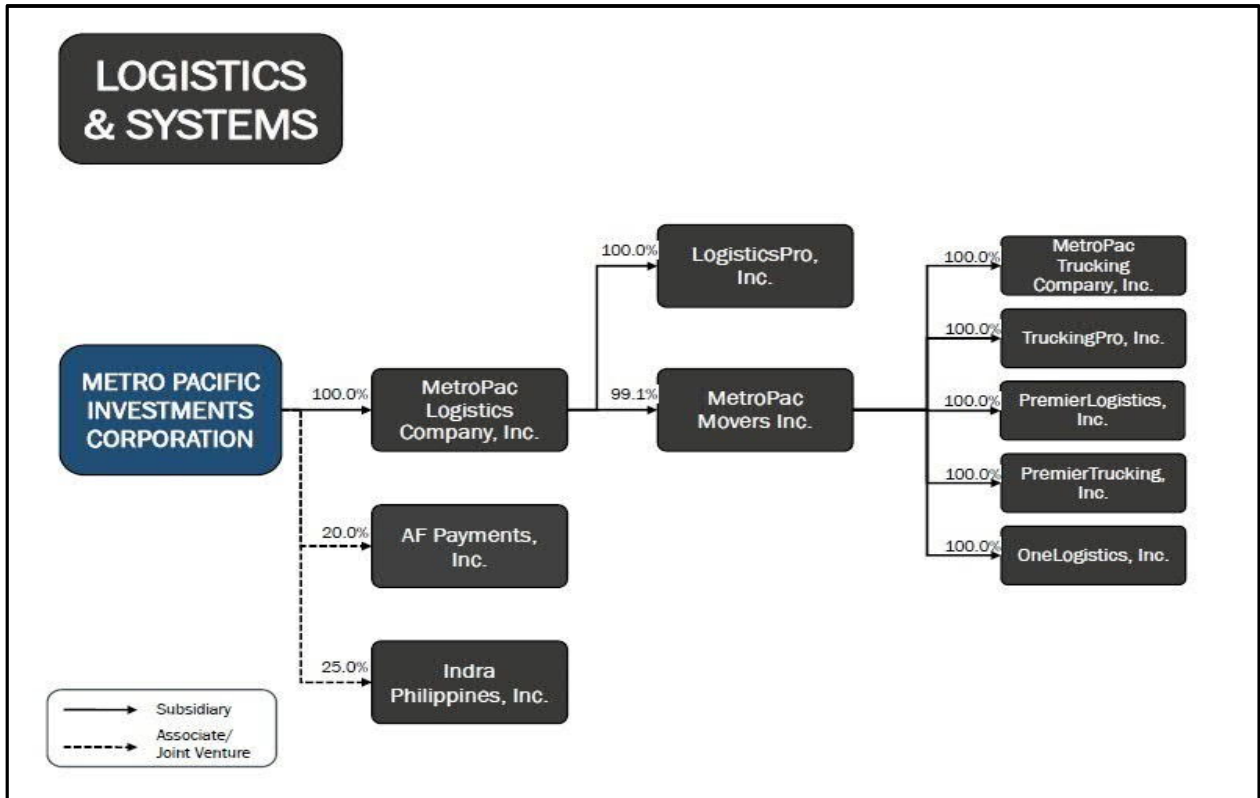 LOGISTICS
& SYSTEMS
METRO PACIFIC
INVESTMENTS
CORPORATION
100.0%
MetroPac
Logistics
Company, Inc.
20.0%
AF Payments,
Inc.
25.0%
Indra
Philippines, Inc.
100.0%
LogisticsPro,
Inc.
99.1%
MetroPac
Movers Inc.
100.0%
MetroPac
Trucking
Company, Inc.
100.0%
TruckingPro, Inc.
100.0%
PremierLogistics,
Inc.
100.0%
PremierTrucking,
Inc.
100.0%
OneLogistics, Inc.
Subsidiary
Associate/
Joint Venture